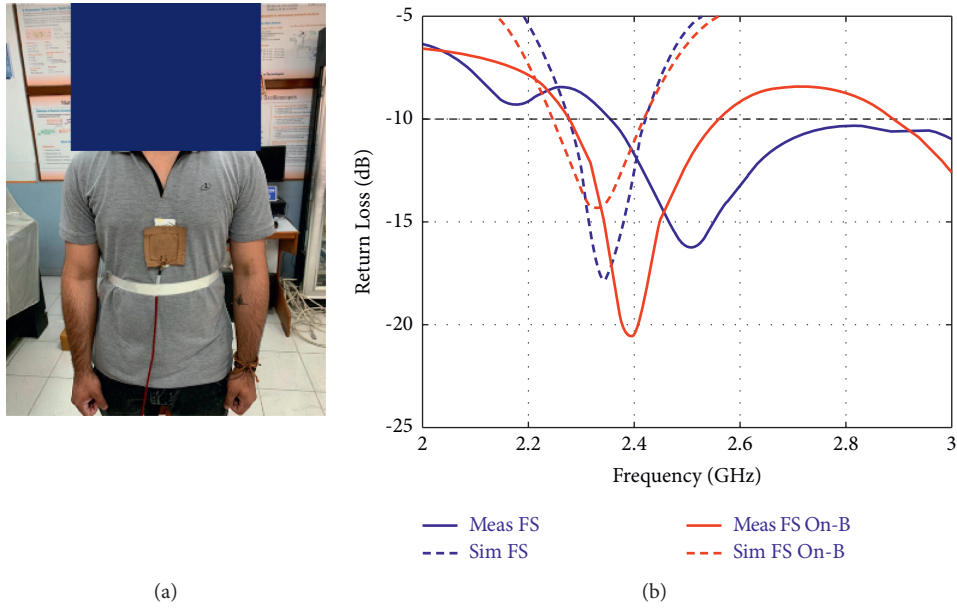 -5
-10
-15
-20
-25
Return Loss (dB)
2
2.2
2.4
2.6
2.8
3
Frequency (GHz)
Meas FS
Meas FS On-B
Sim FS
Sim FS On-B
(a)
(b)